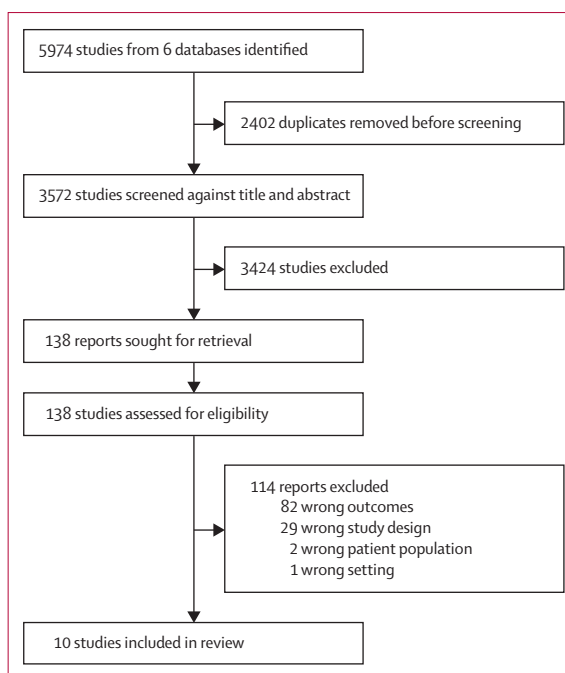 5974 studies from 6 databases identified
2402 duplicates removed before screening
3572 studies screened against title and abstract
3424 studies excluded
138 reports sought for retrieval
138 studies assessed for eligibility
114 reports excluded
82 wrong outcomes
29 wrong study design
2 wrong patient population
1 wrong setting
10 studies included in review